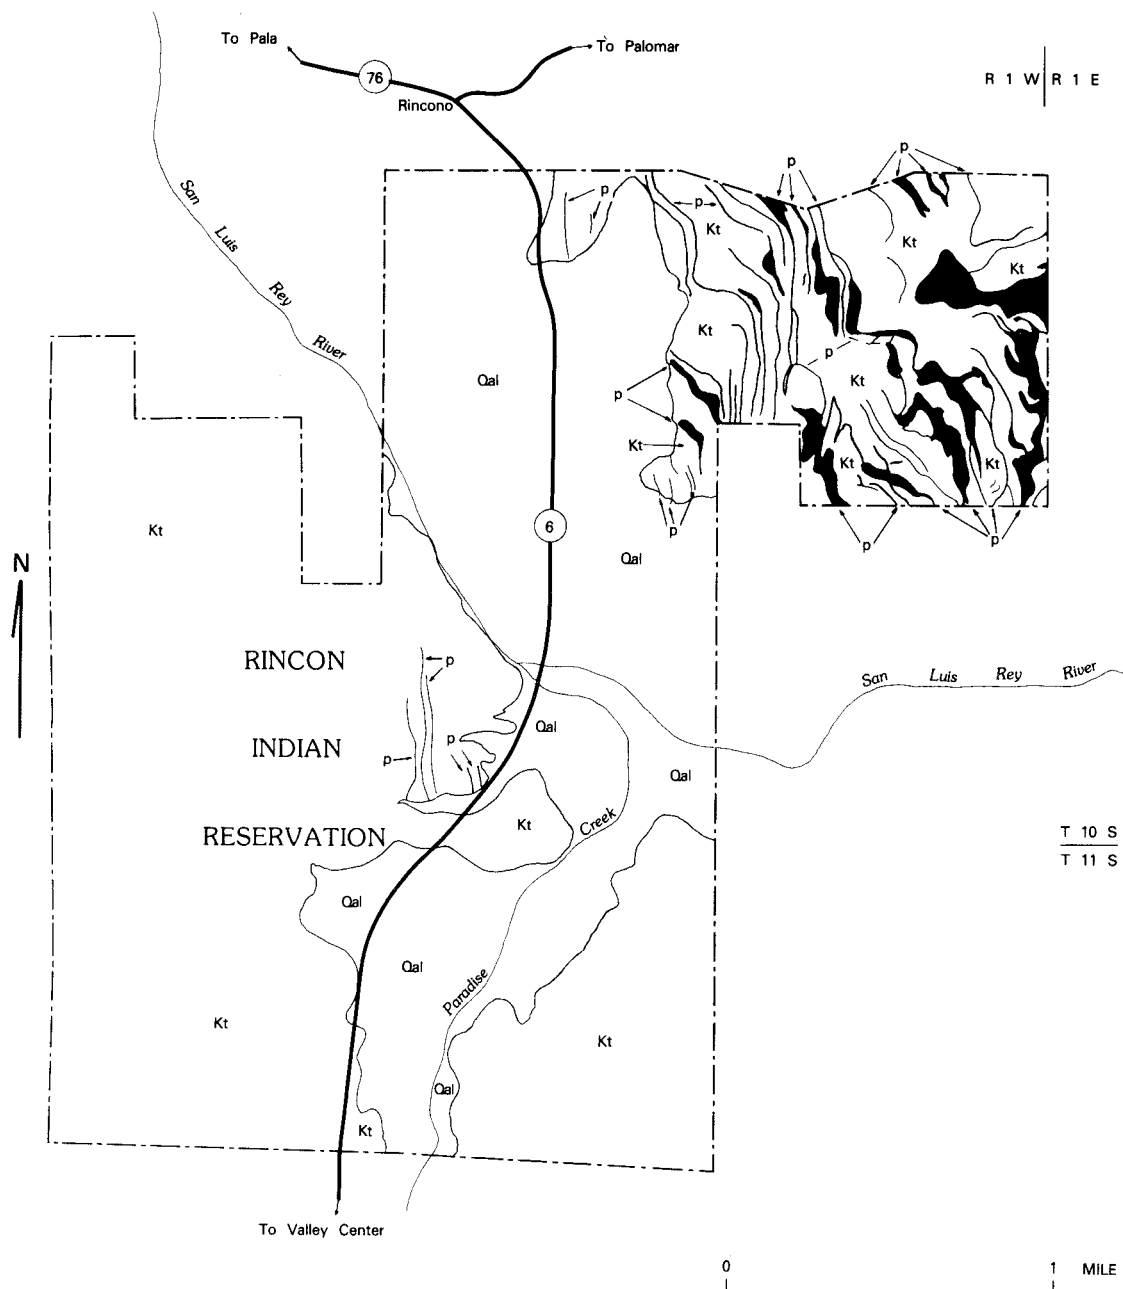 To Pala
To Palomar
76
Rincono
R 1 W R 1 E
p
p
p
p
San Luis Rey River
Kt
Kt
Kt
Kt
p
Qal
Kt
p
Kt
Kt
Kt
p
p
p
6
Kt
Qal
N
RINCON
p
San Luis Rey River
INDIAN
p
p
Qal
Qal
RESERVATION
Kt
Creek
T 10 S
T 11 S
Qal
Qal
Paradise
Kt
Kt
Qal
Kt
To Valley Center
0 1 MILE